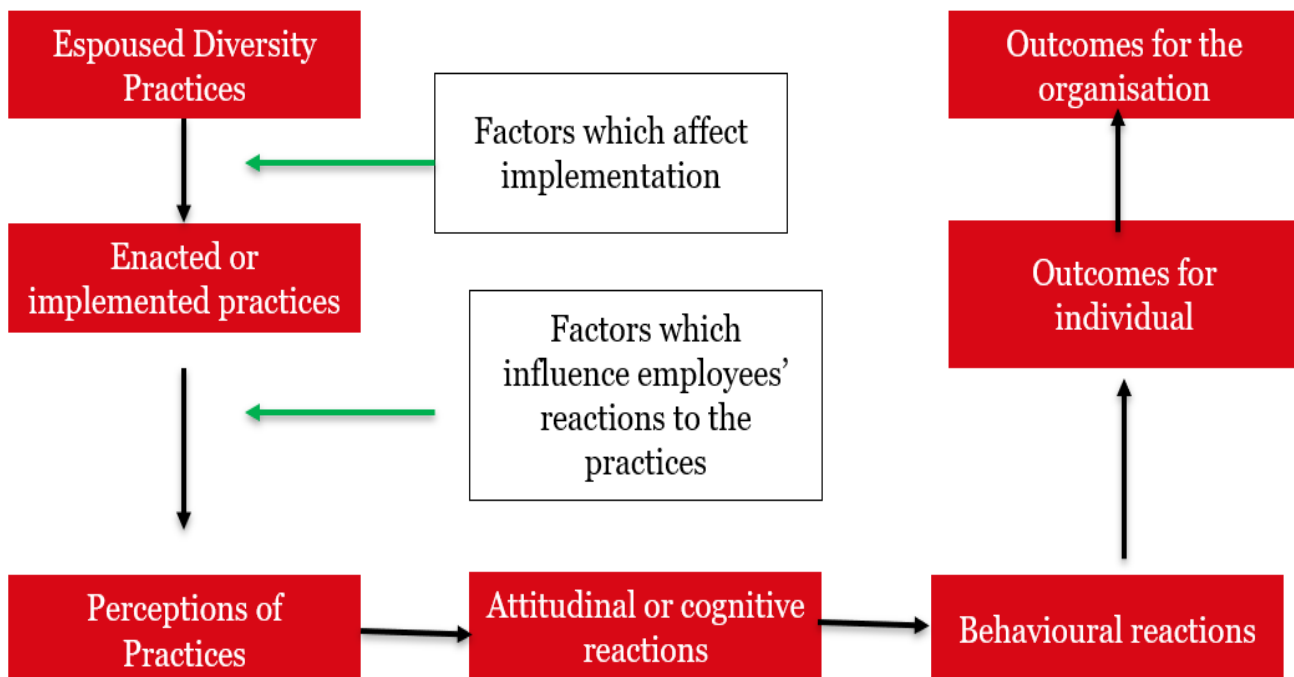 Espoused Diversity
Practices
Factors which affect
implementation
Enacted or
implemented practices
Factors which
influence employees’
reactions to the
practices
Perceptions of
Practices
Attitudinal or cognitive
reactions
Behavioural reactions
Outcomes for
individual
Outcomes for the
organisation